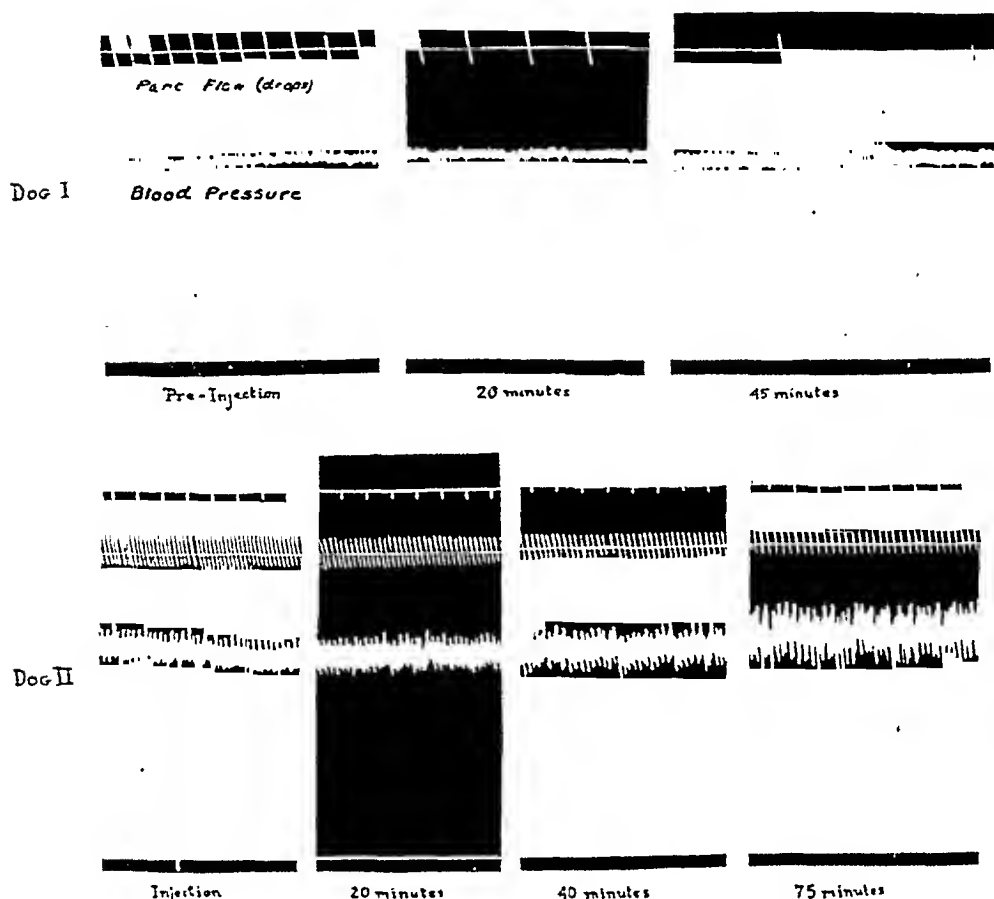 Panc Flow (drops)
Dog I
Blood Pressure
Pre-Injection
20 minutes
45 minutes
Dog II
Injection
20 minutes
40 minutes
75 minutes